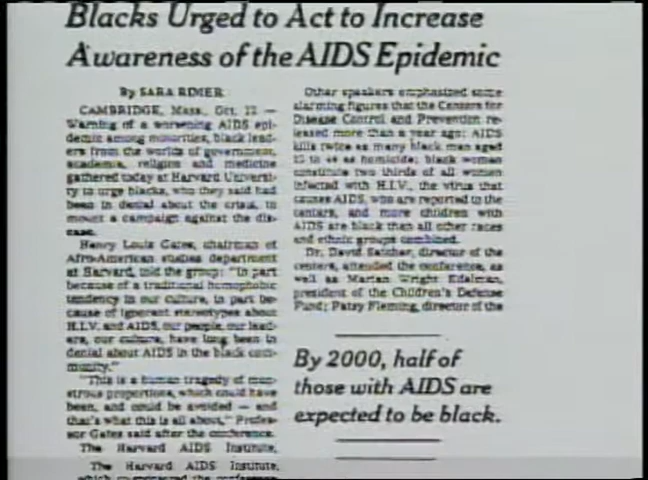 Blacks Urged to Act to Increase
Awareness of the AIDS Epidemic
By SARA RIMER
CAMBRIDGE, Mass., Oct. 22 —
Warning of a worsening AIDS epi-
demic among minorities, black lead-
ers from the worlds of government,
academia, religion and medicine
gathered today at Harvard Universi-
ty to urge blacks, who they said had
been in denial about the crisis, to
mount a campaign against the dis-
ease.
Henry Louis Gates, chairman of
Afro-American studies department
at Harvard, told the group: "In part
because of a traditional homophobic
tendency in our culture, in part be-
cause of ignorant stereotypes about
H.I.V. and AIDS, our people, our lead-
ers, our culture, have long been in
denial about AIDS in the black com-
munity."
"This is a human tragedy of mon-
strous proportions, which could have
been, and could be avoided — and
that's what this is all about," Profes-
sor Gates said after the conference.
The Harvard AIDS Institute,
The Harvard AIDS Institute,
which the conference
Other speakers emphasized some
alarming figures that the Centers for
Disease Control and Prevention re-
leased more than a year ago: AIDS
kills twice as many black men aged
25 to 44 as homicide; black women
constitute two thirds of all women
infected with H.I.V., the virus that
causes AIDS, who are reported to the
centers, and more children with
AIDS are black than all other races
and ethnic groups combined.
Dr. David Satcher, director of the
centers, attended the conference, as
well as Marian Wright Edelman,
president of the Children's Defense
Fund; Patsy Fleming, director of the
By 2000, half of
those with AIDS are
expected to be black.